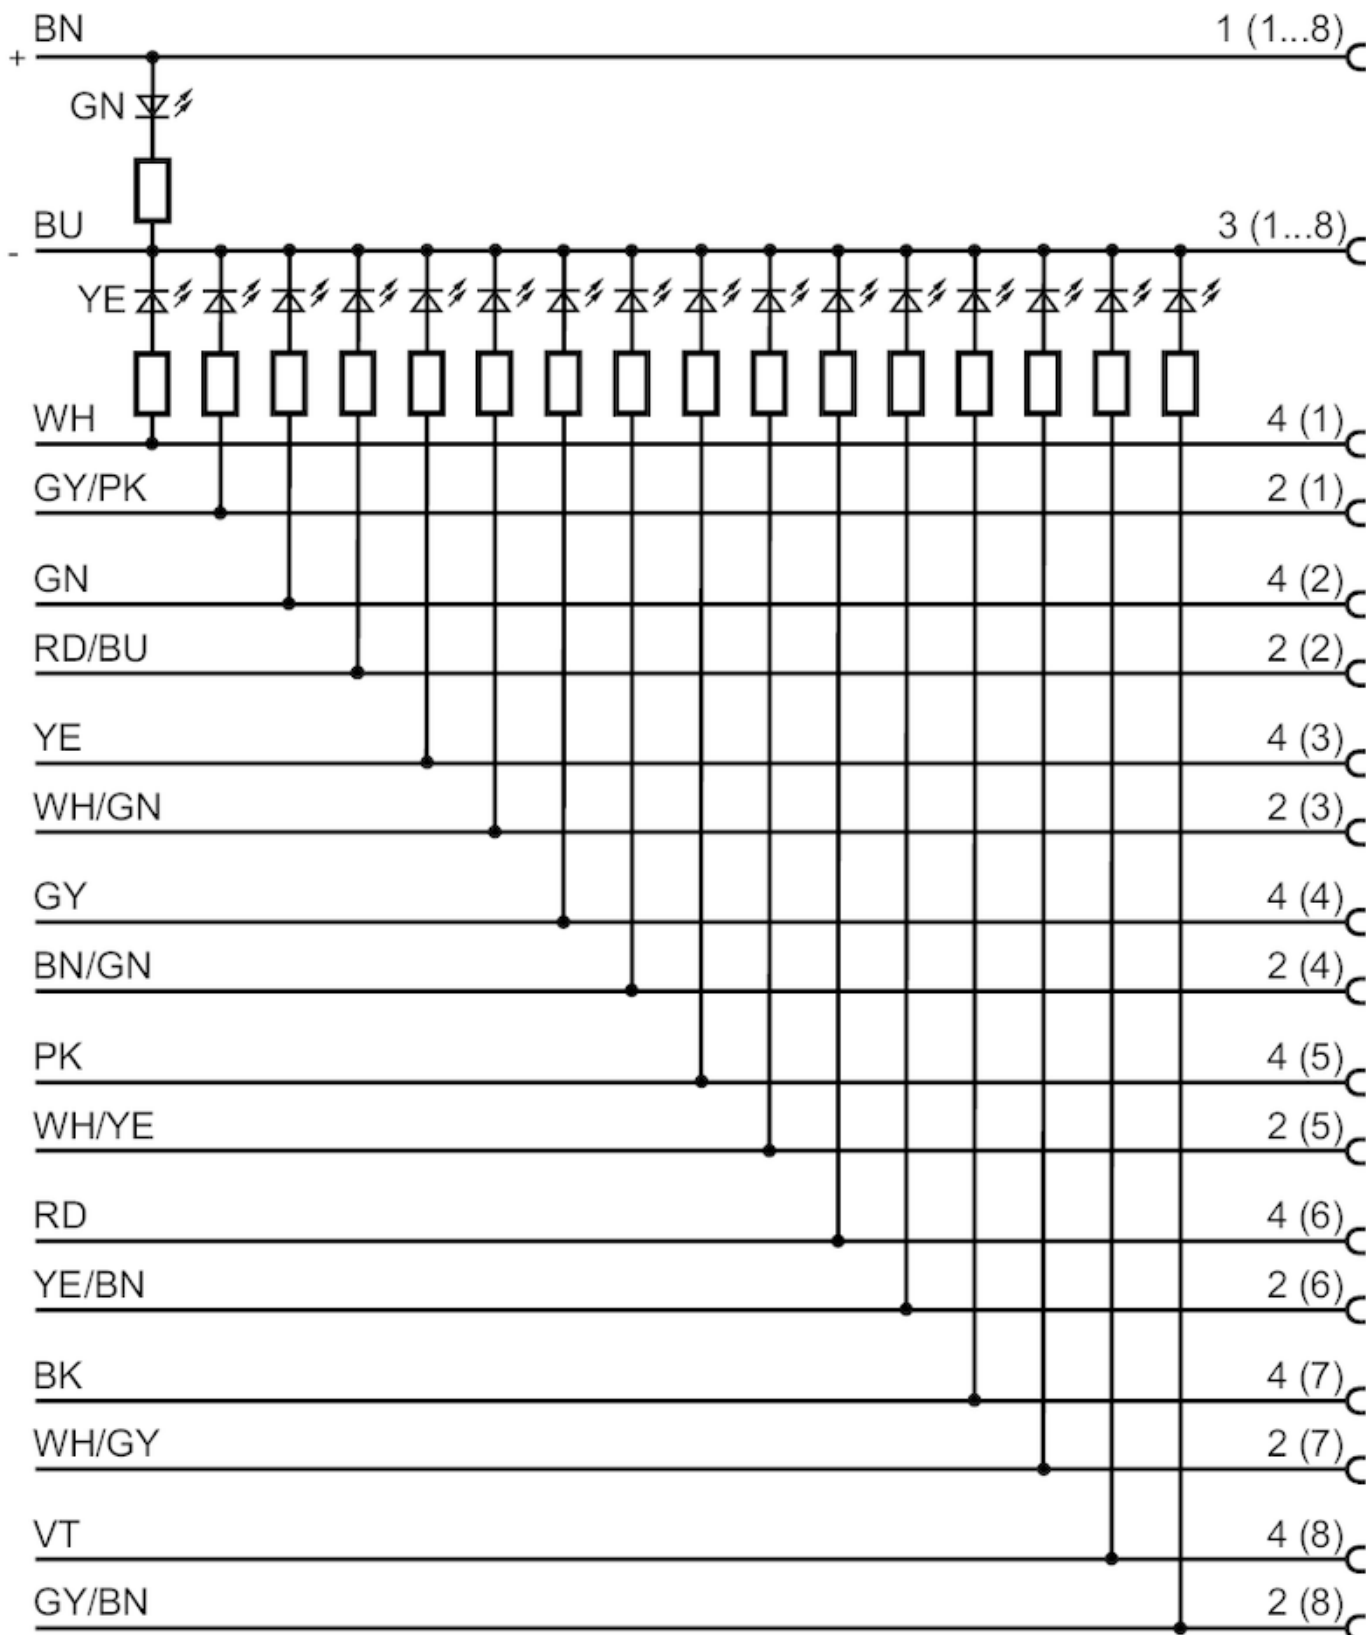 BN 1 (1...8)
+
GN
BU 3 (1...8)
-
YE
WH 4 (1)
GY/PK 2 (1)
GN 4 (2)
RD/BU 2 (2)
YE 4 (3)
WH/GN 2 (3)
GY 4 (4)
BN/GN 2 (4)
PK 4 (5)
WH/YE 2 (5)
RD 4 (6)
YE/BN 2 (6)
BK 4 (7)
WH/GY 2 (7)
VT 4 (8)
GY/BN 2 (8)